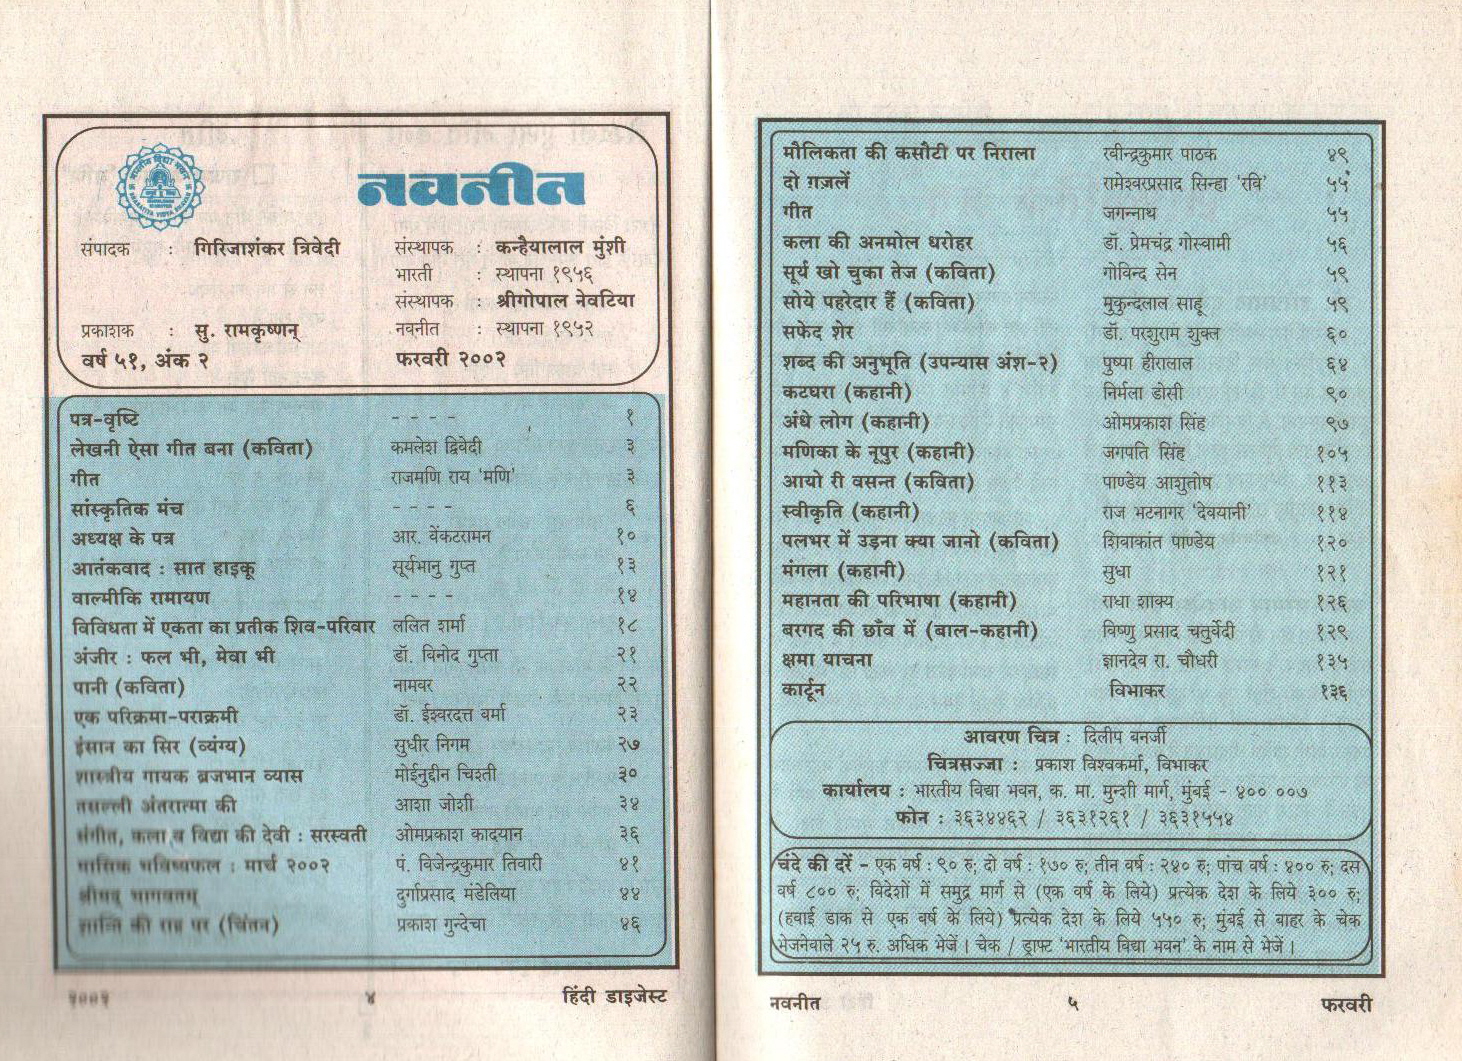 नवनीत
संपादक : गिरिजाशंकर त्रिवेदी
संस्थापक : कन्हैयालाल मुंशी
भारती : स्थापना १९५६
संस्थापक : श्रीगोपाल नेवटिया
प्रकाशक : सु. रामकृष्णन्
नवनीत : स्थापना १९५२
वर्ष ५१, अंक २ फरवरी २००२
पत्र-वृष्टि - - - - १
लेखनी ऐसा गीत बना (कविता) कमलेश द्विवेदी ३
गीत राजमणि राय 'मणि' ३
सांस्कृतिक मंच - - - - ६
अध्यक्ष के पत्र आर. वेंकटरामन १०
आतंकवाद : सात हाइकू सूर्यभानु गुप्त १३
वाल्मीकि रामायण - - - - १४
विविधता में एकता का प्रतीक शिव-परिवार ललित शर्मा १८
अंजीर : फल भी, मेवा भी डॉ. विनोद गुप्ता २१
पानी (कविता) नामवर २२
एक परिक्रमा-पराक्रमी डॉ. ईश्वरदत्त वर्मा २३
इंसान का सिर (व्यंग्य) सुधीर निगम २७
शास्त्रीय गायक ब्रजभान व्यास मोईनुद्दीन चिश्ती ३०
तसल्ली अंतरात्मा की आशा जोशी ३४
संगीत, कला व विद्या की देवी : सरस्वती ओमप्रकाश कादयान ३६
मासिक भविष्यफल : मार्च २००२ पं. विजेन्द्रकुमार तिवारी ४१
श्रीमद् भागवतम् दुर्गाप्रसाद मंडेलिया ४४
शान्ति की राह पर (चिंतन) प्रकाश गुन्देचा ४६
२००२ ४ हिंदी डाइजेस्ट
मौलिकता की कसौटी पर निराला रवीन्द्रकुमार पाठक ४९
दो ग़ज़लें रामेश्वरप्रसाद सिन्हा 'रवि' ५५
गीत जगन्नाथ ५५
कला की अनमोल धरोहर डॉ. प्रेमचंद्र गोस्वामी ५६
सूर्य खो चुका तेज (कविता) गोविन्द सेन ५९
सोये पहरेदार हैं (कविता) मुकुन्दलाल साहू ५९
सफेद शेर डॉ. परशुराम शुक्ल ६०
शब्द की अनुभूति (उपन्यास अंश-२) पुष्पा हीरालाल ६४
कटघरा (कहानी) निर्मला डोसी ९०
अंधे लोग (कहानी) ओमप्रकाश सिंह ९७
मणिका के नूपुर (कहानी) जगपति सिंह १०५
आयो री वसन्त (कविता) पाण्डेय आशुतोष ११३
स्वीकृति (कहानी) राज भटनागर 'देवयानी' ११४
पलभर में उड़ना क्या जानो (कविता) शिवाकांत पाण्डेय १२०
मंगला (कहानी) सुधा १२१
महानता की परिभाषा (कहानी) राधा शाक्य १२६
बरगद की छाँव में (बाल-कहानी) विष्णु प्रसाद चतुर्वेदी १२९
क्षमा याचना ज्ञानदेव रा. चौधरी १३५
कार्टून विभाकर १३६
आवरण चित्र : दिलीप बनर्जी
चित्रसज्जा : प्रकाश विश्वकर्मा, विभाकर
कार्यालय : भारतीय विद्या भवन, क. मा. मुन्शी मार्ग, मुंबई - ४०० ००७
फोन : ३६३४४६२ / ३६३१२६१ / ३६३१५५४
चंदे की दरें - एक वर्ष : ९० रु; दो वर्ष : १७० रु; तीन वर्ष : २४० रु; पांच वर्ष : ४०० रु; दस
वर्ष ८०० रु; विदेशों में समुद्र मार्ग से (एक वर्ष के लिये) प्रत्येक देश के लिये ३०० रु;
(हवाई डाक से एक वर्ष के लिये) प्रत्येक देश के लिये ५५० रु; मुंबई से बाहर के चेक
भेजनेवाले २५ रु. अधिक भेजें । चेक / ड्राफ्ट 'भारतीय विद्या भवन' के नाम से भेजें ।
नवनीत ५ फरवरी